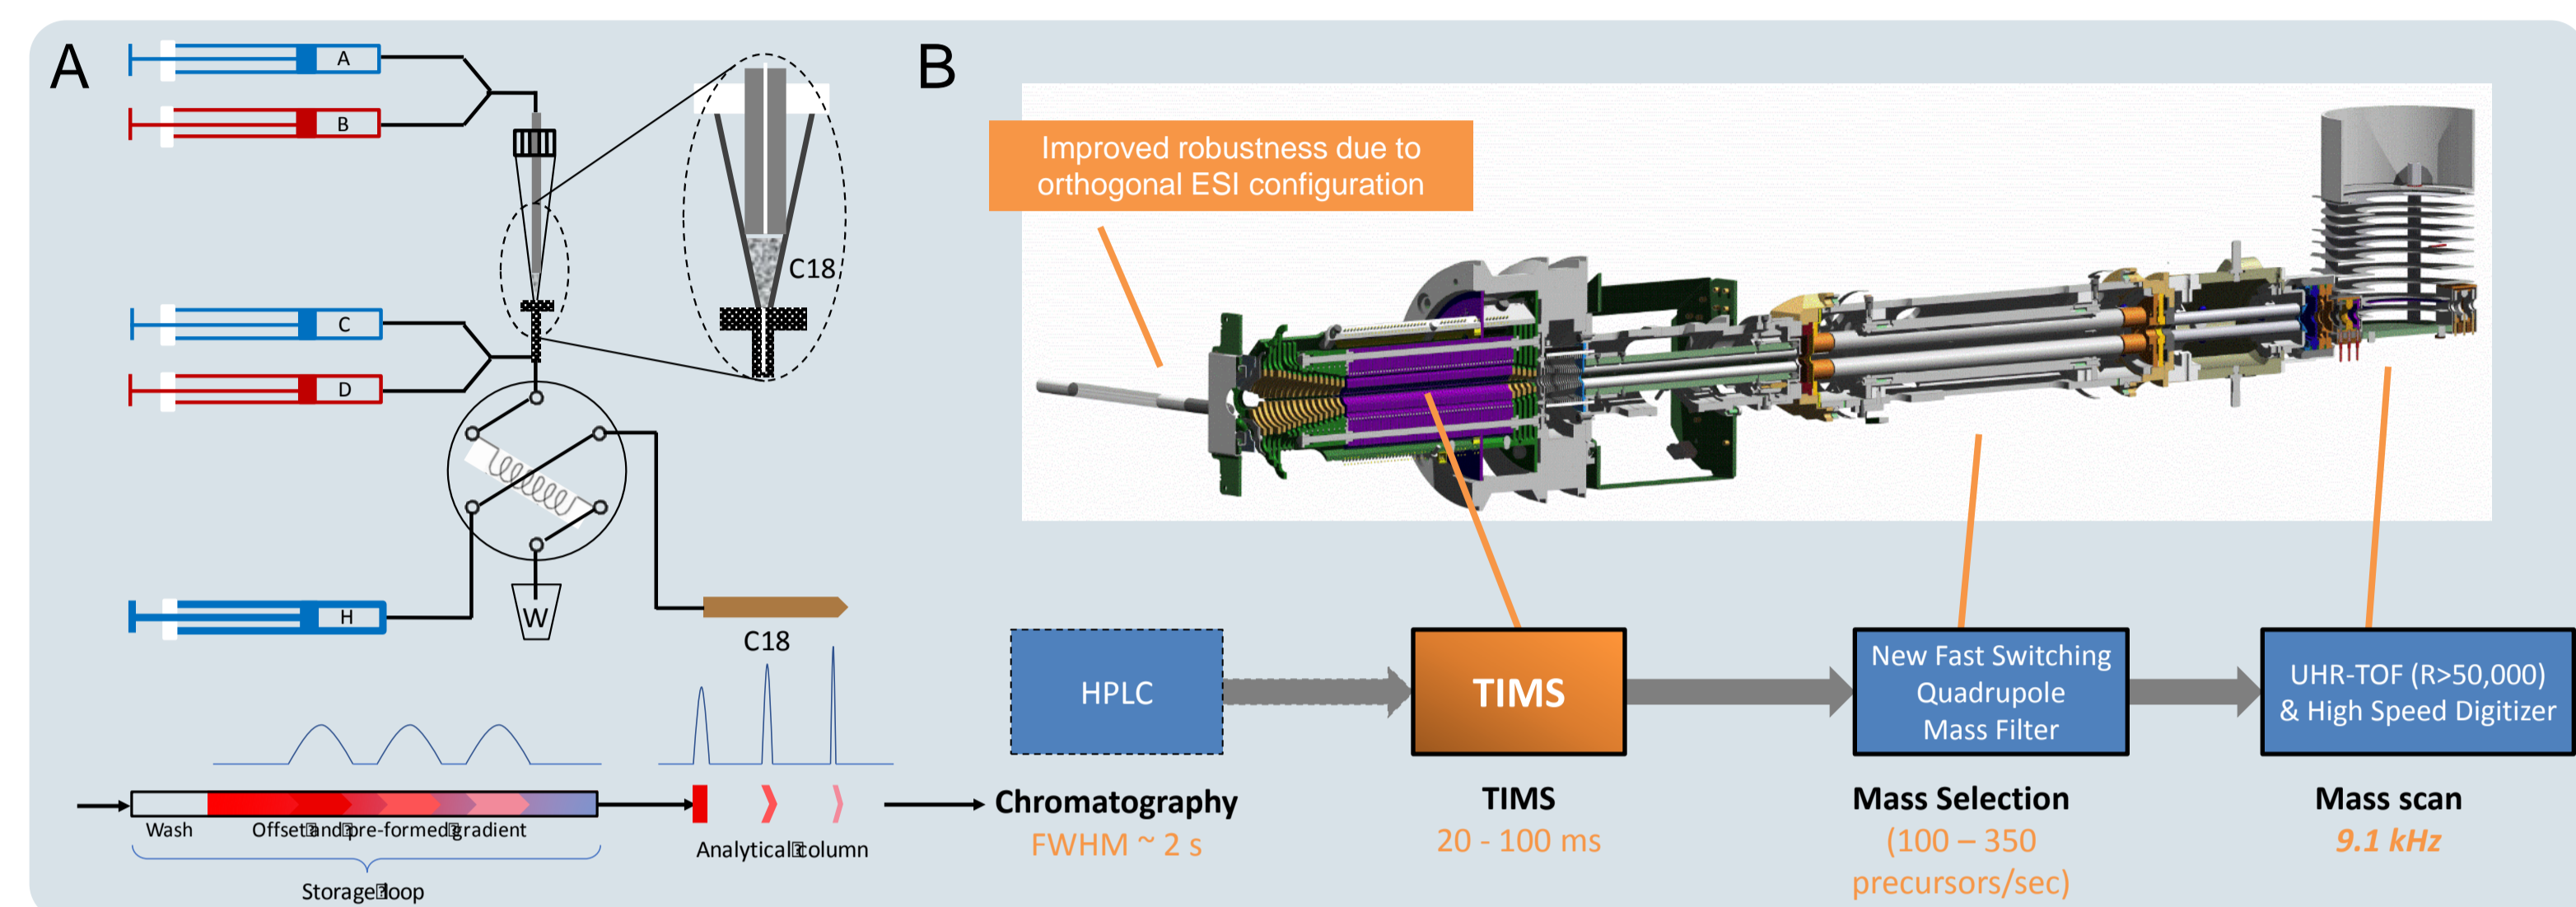 A
A
B
C18
C
D
H
W
C18
Wash
Offset and pre-formed gradient
Storage loop
Analytical column
B
Improved robustness due to
orthogonal ESI configuration
HPLC
TIMS
New Fast Switching
Quadrupole
Mass Filter
UHR-TOF (R>50,000)
& High Speed Digitizer
Chromatography
FWHM ~ 2 s
TIMS
20 - 100 ms
Mass Selection
(100 – 350
precursors/sec)
Mass scan
9.1 kHz